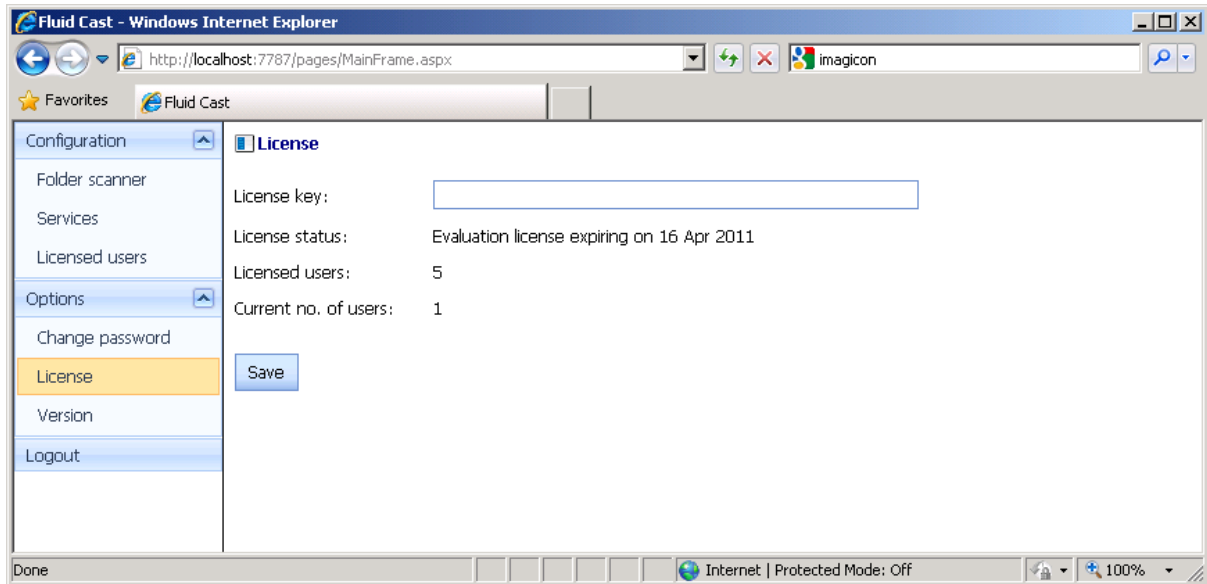 Fluid Cast - Windows Internet Explorer
http://localhost:7787/pages/MainFrame.aspx
imagicon
Favorites
Fluid Cast
Configuration
Folder scanner
Services
Licensed users
Options
Change password
License
Version
Logout
License
License key:
License status: Evaluation license expiring on 16 Apr 2011
Licensed users: 5
Current no. of users: 1
Save
Done
Internet | Protected Mode: Off
100%